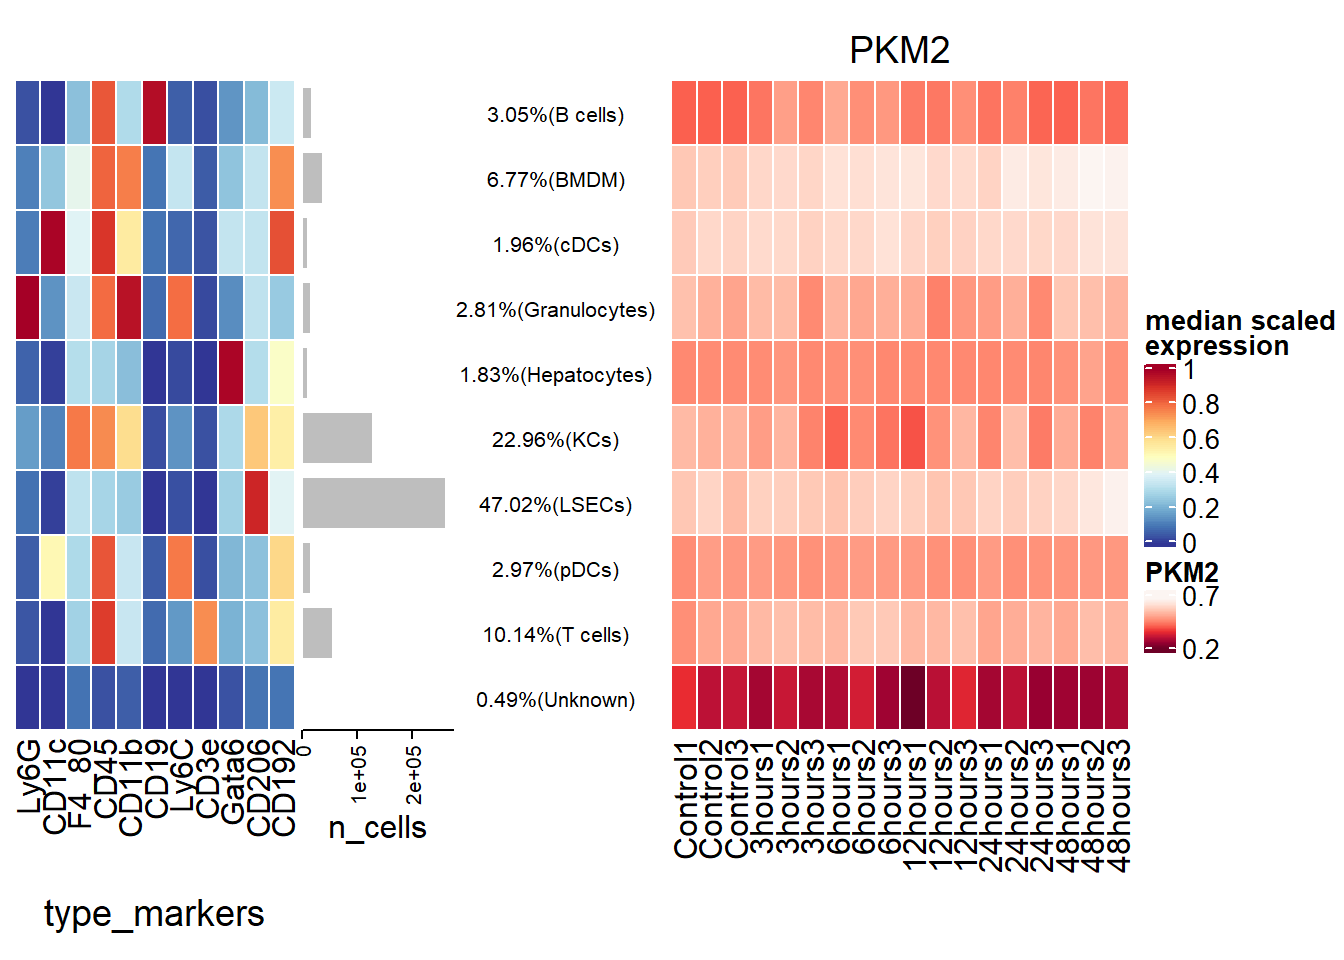 PKM2
3.05%(B cells)
6.77%(BMDM)
1.96%(cDCs)
2.81%(Granulocytes)
1.83%(Hepatocytes)
22.96%(KCs)
47.02%(LSECs)
2.97%(pDCs)
10.14%(T cells)
0.49%(Unknown)
Ly6G
CD11c
F4_80
CD45
CD11b
CD19
Ly6C
CD3e
Gata6
CD206
CD192
type_markers
0
1e+05
2e+05
n_cells
Control1
Control2
Control3
3hours1
3hours2
3hours3
6hours1
6hours2
6hours3
12hours1
12hours2
12hours3
24hours1
24hours2
24hours3
48hours1
48hours2
48hours3
median scaled
expression
1
0.8
0.6
0.4
0.2
0
PKM2
0.7
0.2